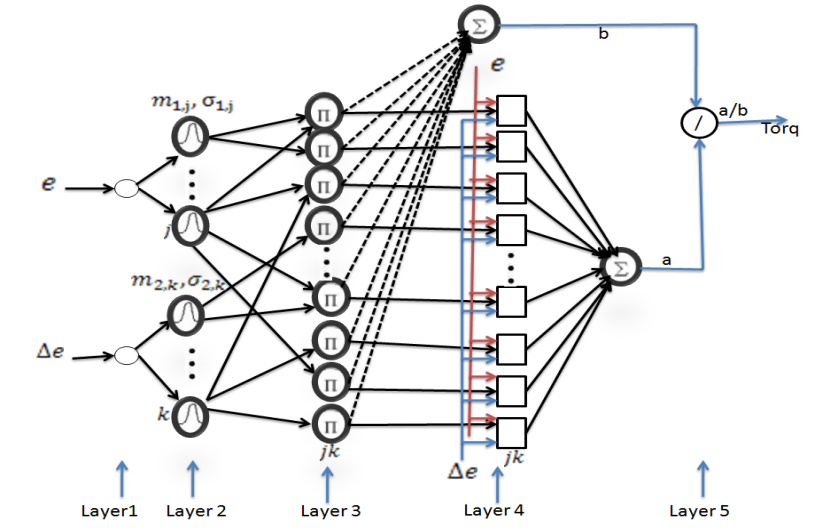 Σ
b
e
m₁,ⱼ, σ₁,ⱼ
a/b
/
Torq
Π
Π
Π
Π
Π
Π
Π
Π
e
j
Σ
a
m₂,ₖ,σ₂,ₖ
Δe
k
jk
Δe
jk
Layer1
Layer 2
Layer 3
Layer 4
Layer 5